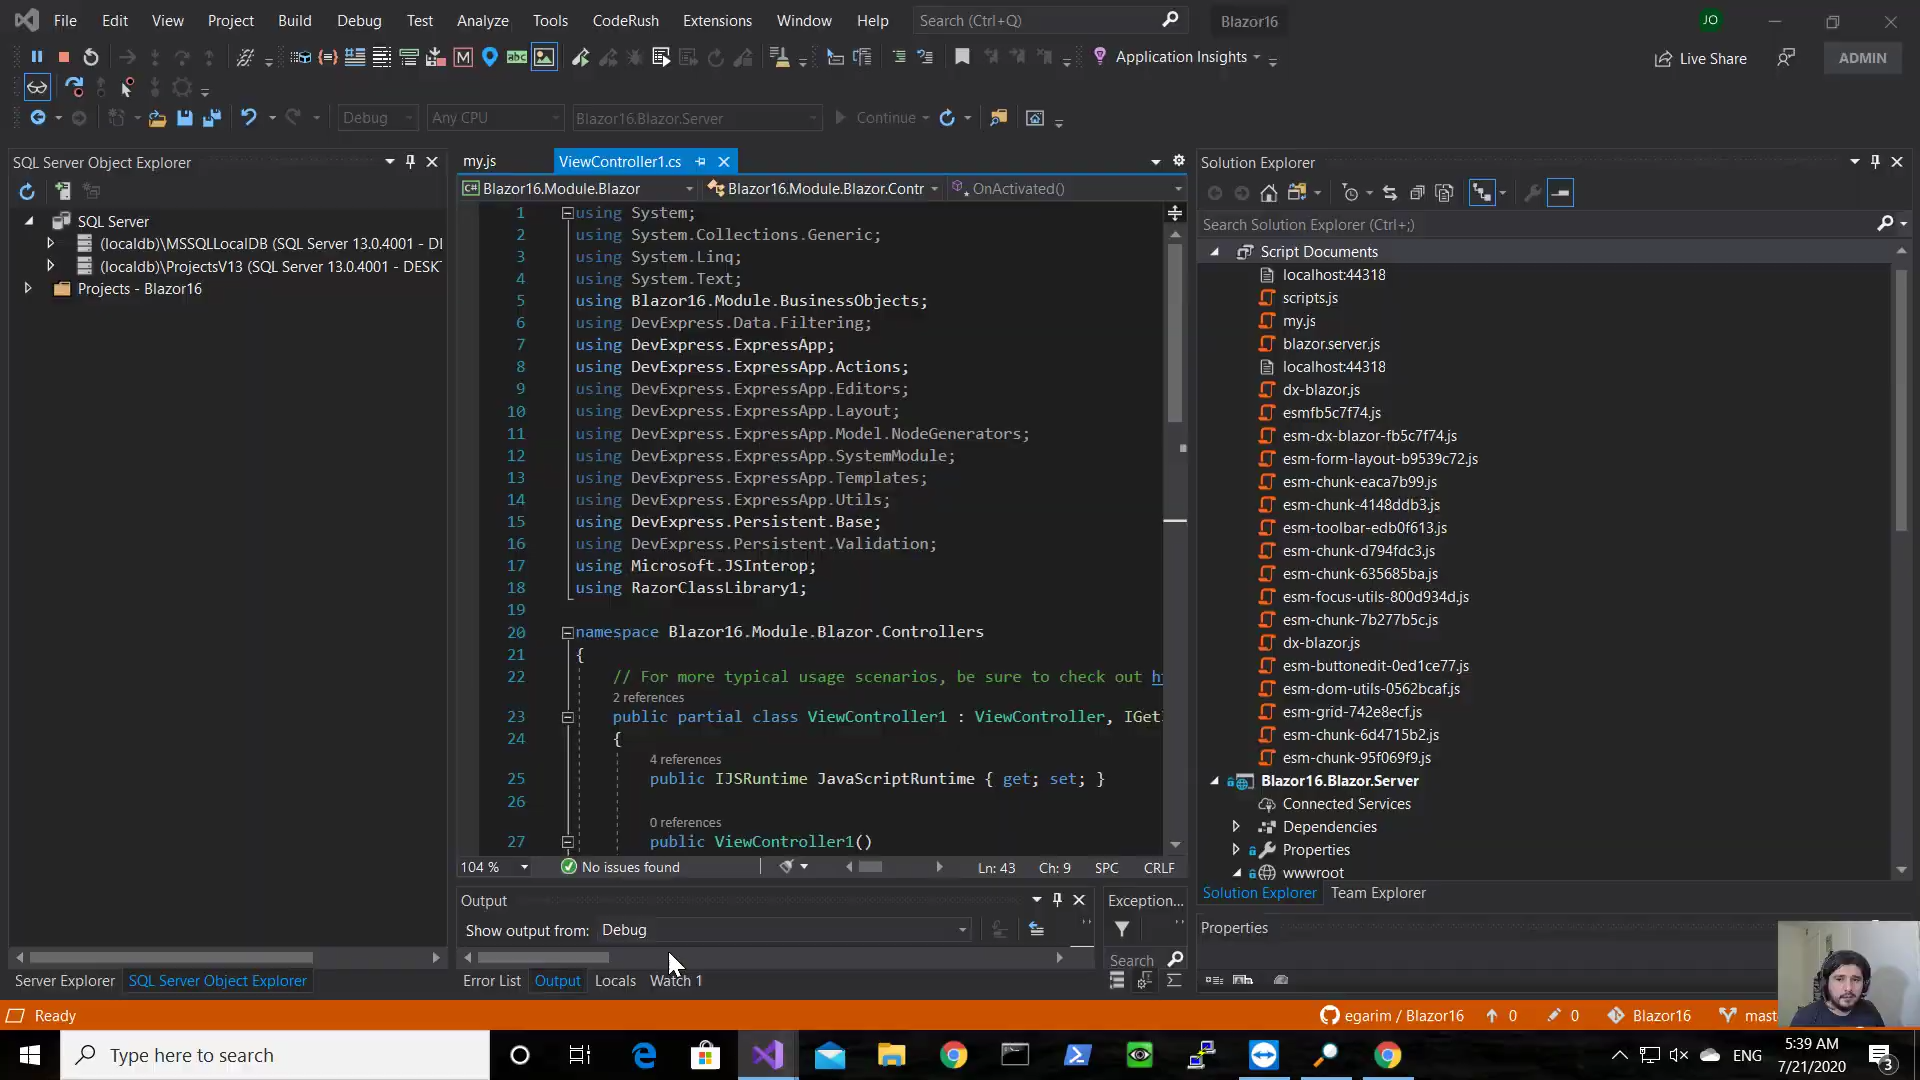 File Edit View Project Build Debug Test Analyze Tools CodeRush Extensions Window Help Search (Ctrl+Q) Blazor16 JO
Application Insights Live Share ADMIN
Debug Any CPU Blazor16.Blazor.Server Continue
SQL Server Object Explorer
SQL Server
(localdb)\MSSQLLocalDB (SQL Server 13.0.4001 - DI
(localdb)\ProjectsV13 (SQL Server 13.0.4001 - DESK
Projects - Blazor16
Server Explorer SQL Server Object Explorer
my.js ViewController1.cs
C# Blazor16.Module.Blazor Blazor16.Module.Blazor.Contr OnActivated()
1 using System;
2 using System.Collections.Generic;
3 using System.Linq;
4 using System.Text;
5 using Blazor16.Module.BusinessObjects;
6 using DevExpress.Data.Filtering;
7 using DevExpress.ExpressApp;
8 using DevExpress.ExpressApp.Actions;
9 using DevExpress.ExpressApp.Editors;
10 using DevExpress.ExpressApp.Layout;
11 using DevExpress.ExpressApp.Model.NodeGenerators;
12 using DevExpress.ExpressApp.SystemModule;
13 using DevExpress.ExpressApp.Templates;
14 using DevExpress.ExpressApp.Utils;
15 using DevExpress.Persistent.Base;
16 using DevExpress.Persistent.Validation;
17 using Microsoft.JSInterop;
18 using RazorClassLibrary1;
19
20 namespace Blazor16.Module.Blazor.Controllers
21 {
22 // For more typical usage scenarios, be sure to check out h
2 references
23 public partial class ViewController1 : ViewController, IGet
24 {
4 references
25 public IJSRuntime JavaScriptRuntime { get; set; }
26
0 references
27 public ViewController1()
104 % No issues found Ln: 43 Ch: 9 SPC CRLF
Output
Show output from: Debug
Error List Output Locals Watch 1
Exception...
Search
Solution Explorer
Search Solution Explorer (Ctrl+;)
Script Documents
localhost:44318
scripts.js
my.js
blazor.server.js
localhost:44318
dx-blazor.js
esmfb5c7f74.js
esm-dx-blazor-fb5c7f74.js
esm-form-layout-b9539c72.js
esm-chunk-eaca7b99.js
esm-chunk-4148ddb3.js
esm-toolbar-edb0f613.js
esm-chunk-d794fdc3.js
esm-chunk-635685ba.js
esm-focus-utils-800d934d.js
esm-chunk-7b277b5c.js
dx-blazor.js
esm-buttonedit-0ed1ce77.js
esm-dom-utils-0562bcaf.js
esm-grid-742e8ecf.js
esm-chunk-6d4715b2.js
esm-chunk-95f069f9.js
Blazor16.Blazor.Server
Connected Services
Dependencies
Properties
wwwroot
Solution Explorer Team Explorer
Properties
Ready egarim / Blazor16 0 0 Blazor16 mast
Type here to search ENG 5:39 AM
7/21/2020 3